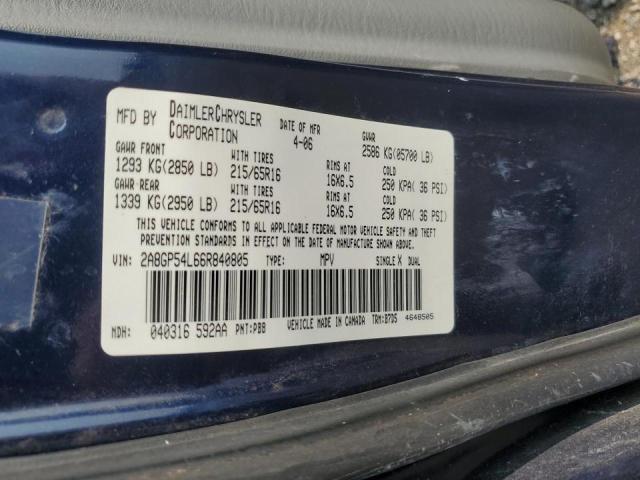 MFD BY DAIMLERCHRYSLER CORPORATION DATE OF MFR 4-06 GVWR 2586 KG(05700 LB)
GAWR FRONT WITH TIRES RIMS AT COLD
1293 KG(2850 LB) 215/65R16 16X6.5 250 KPA( 36 PSI)
GAWR REAR WITH TIRES RIMS AT COLD
1339 KG(2950 LB) 215/65R16 16X6.5 250 KPA( 36 PSI)
THIS VEHICLE CONFORMS TO ALL APPLICABLE FEDERAL MOTOR VEHICLE SAFETY AND THEFT
PREVENTION STANDARDS IN EFFECT ON THE DATE OF MANUFACTURE SHOWN ABOVE.
VIN: 2A8GP54L66R840805 TYPE: MPV SINGLE X DUAL
MDH: 040316 592AA PNT:PBB VEHICLE MADE IN CANADA TRM:B7D5 4648505